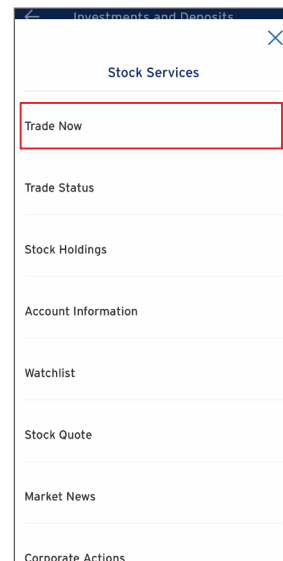 Investments and Deposits
Stock Services
Trade Now
Trade Status
Stock Holdings
Account Information
Watchlist
Stock Quote
Market News
Corporate Actions